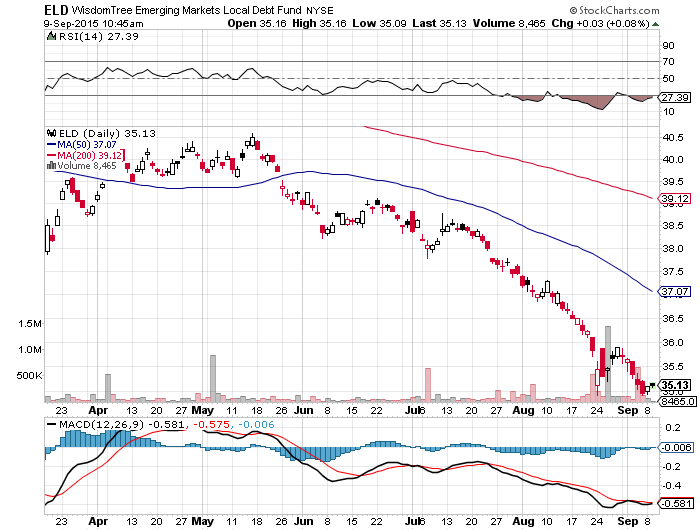 ELD WisdomTree Emerging Markets Local Debt Fund NYSE © StockCharts.com
9-Sep-2015 10:45am Open 35.16 High 35.16 Low 35.09 Last 35.13 Volume 8,465 Chg +0.03 (+0.08%)
RSI(14) 27.39
90
70
50
30
27.39
10
ELD (Daily) 35.13
MA(50) 37.07
MA(200) 39.12
Volume 8,465
40.5
40.0
39.5
39.12
38.5
38.0
37.5
37.07
36.5
36.0
35.5
35.13
8465.0
1.5M
1.0M
500K
23 Apr 13 20 27 May 11 18 26 Jun 8 15 22 Jul 6 13 20 27 Aug 10 17 24 Sep 8
MACD(12,26,9) -0.581, -0.575, -0.006
0.2
-0.006
-0.2
-0.4
-0.581
23 Apr 13 20 27 May 11 18 26 Jun 8 15 22 Jul 6 13 20 27 Aug 10 17 24 Sep 8